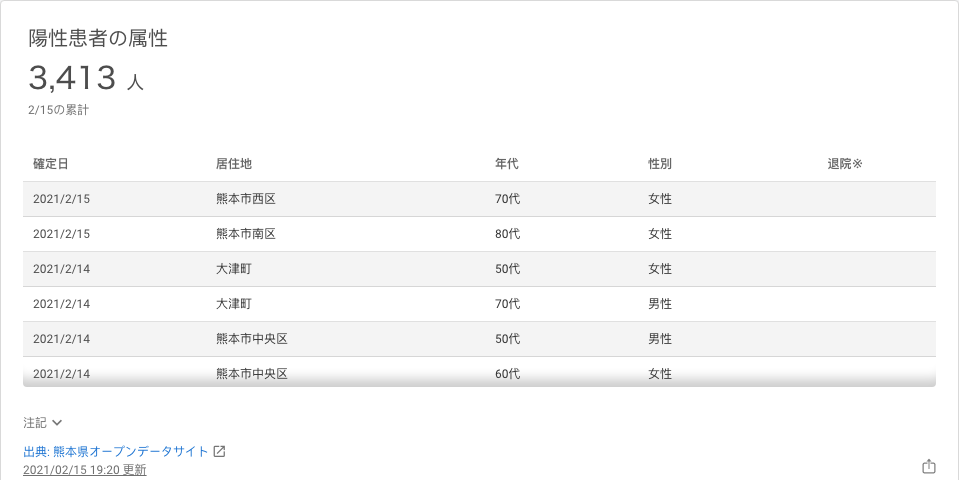 陽性患者の属性
3,413 人
2/15の累計
確定日 居住地 年代 性別 退院※
2021/2/15 熊本市西区 70代 女性
2021/2/15 熊本市南区 80代 女性
2021/2/14 大津町 50代 女性
2021/2/14 大津町 70代 男性
2021/2/14 熊本市中央区 50代 男性
2021/2/14 熊本市中央区 60代 女性
注記
出典: 熊本県オープンデータサイト
2021/02/15 19:20 更新